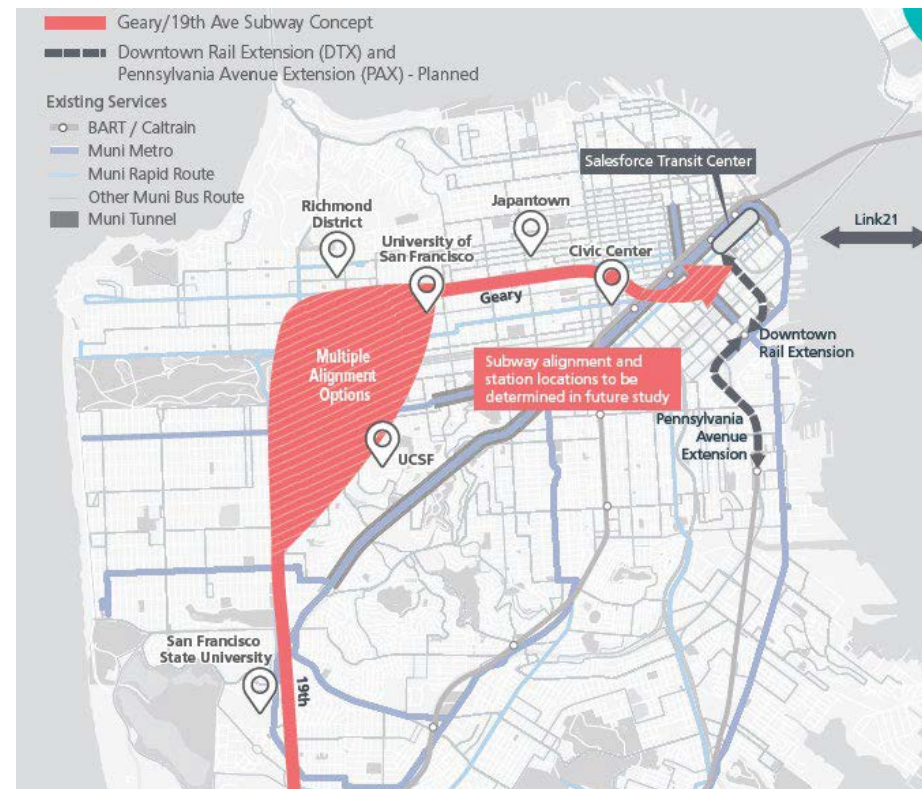 Geary/19th Ave Subway Concept
Downtown Rail Extension (DTX) and
Pennsylvania Avenue Extension (PAX) - Planned
Existing Services
BART / Caltrain
Muni Metro
Muni Rapid Route
Other Muni Bus Route
Muni Tunnel
Salesforce Transit Center
Richmond
District
Japantown
University of
San Francisco
Civic Center
Link21
Geary
Multiple
Alignment
Options
Subway alignment and
station locations to be
determined in future study
Downtown
Rail Extension
Pennsylvania
Avenue
Extension
UCSF
San Francisco
State University
19th